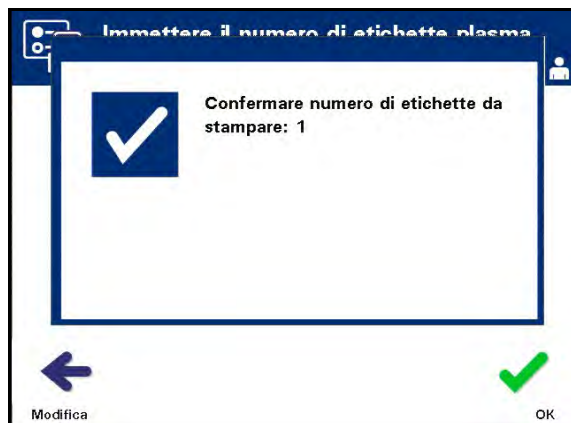 Immettere il numero di etichette plasma
Confermare numero di etichette da
stampare: 1
Modifica
OK